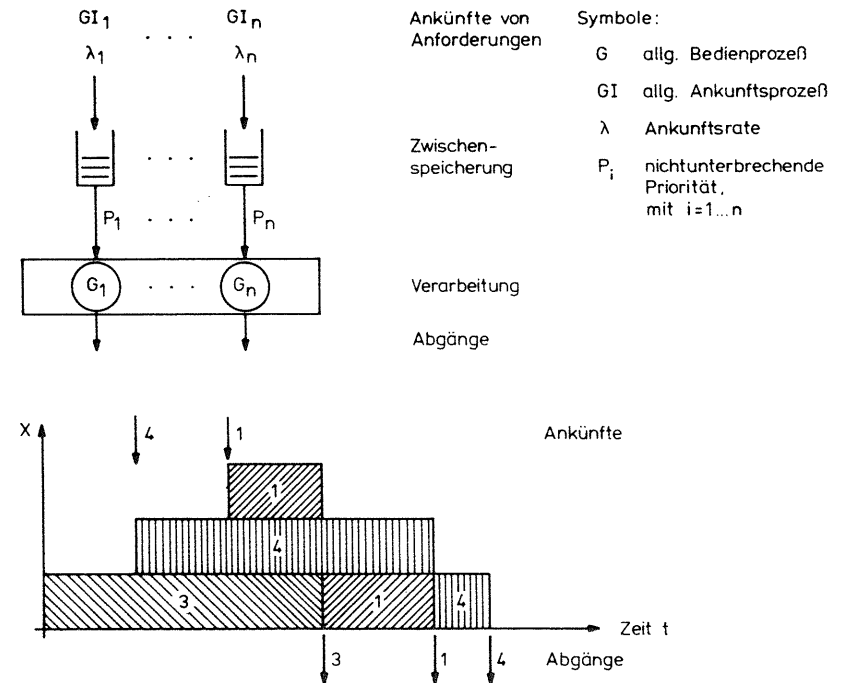 GI1 . . . GIn
λ1 λn
Ankünfte von
Anforderungen
Zwischen-
speicherung
. . .
P1 . . . Pn
G1 . . . Gn
Verarbeitung
Abgänge
Symbole:
G allg. Bedienprozeß
GI allg. Ankunftsprozeß
λ Ankunftsrate
Pi nichtunterbrechende
Priorität,
mit i=1...n
X
4 1 Ankünfte
1
4
3 1 4
Zeit t
3 1 4 Abgänge